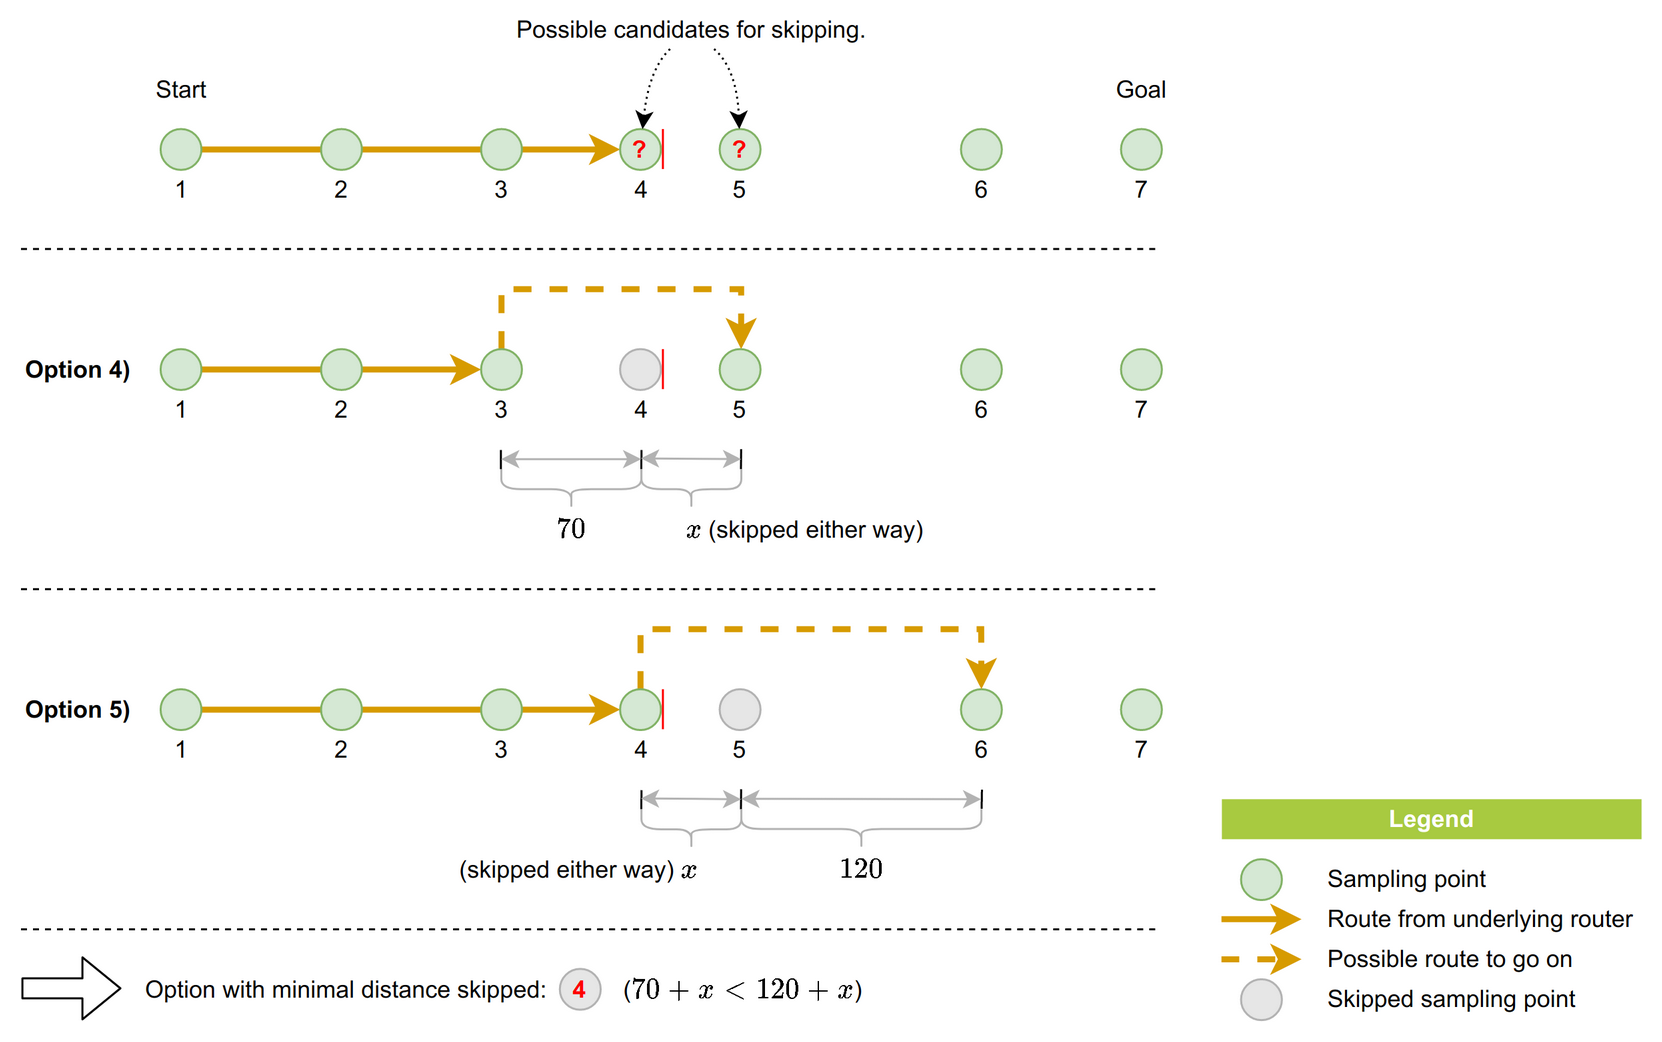 Possible candidates for skipping.
Start
Goal
? ?
1 2 3 4 5 6 7
Option 4)
1 2 3 4 5 6 7
70
x (skipped either way)
Option 5)
1 2 3 4 5 6 7
(skipped either way) x
120
Option with minimal distance skipped: 4 (70 + x < 120 + x)
Legend
Sampling point
Route from underlying router
Possible route to go on
Skipped sampling point